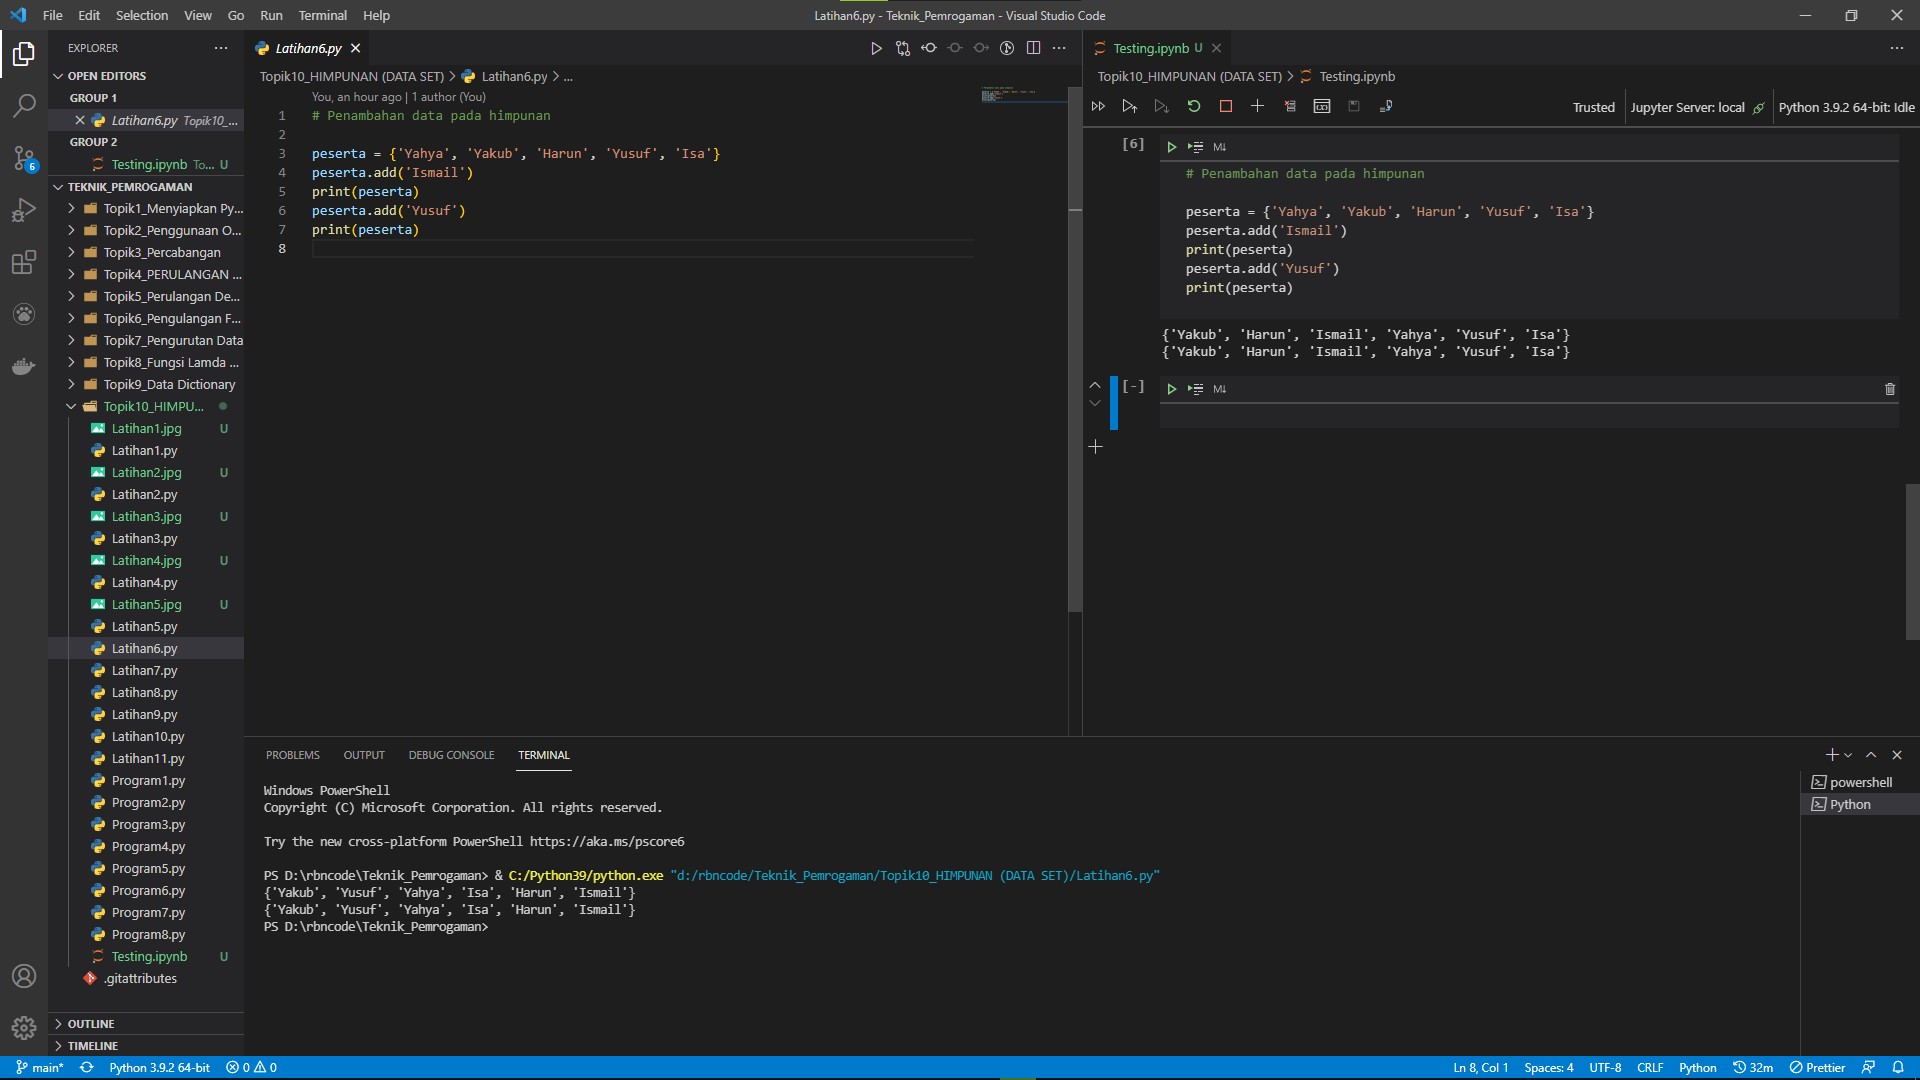 File Edit Selection View Go Run Terminal Help
Latihan6.py - Teknik_Pemrogaman - Visual Studio Code
EXPLORER
OPEN EDITORS
GROUP 1
Latihan6.py Topik10_...
GROUP 2
Testing.ipynb To... U
TEKNIK_PEMROGAMAN
Topik1_Menyiapkan Py...
Topik2_Penggunaan O...
Topik3_Percabangan
Topik4_PERULANGAN ...
Topik5_Perulangan De...
Topik6_Pengulangan F...
Topik7_Pengurutan Data
Topik8_Fungsi Lamda ...
Topik9_Data Dictionary
Topik10_HIMPU...
Latihan1.jpg U
Latihan1.py
Latihan2.jpg U
Latihan2.py
Latihan3.jpg U
Latihan3.py
Latihan4.jpg U
Latihan4.py
Latihan5.jpg U
Latihan5.py
Latihan6.py
Latihan7.py
Latihan8.py
Latihan9.py
Latihan10.py
Latihan11.py
Program1.py
Program2.py
Program3.py
Program4.py
Program5.py
Program6.py
Program7.py
Program8.py
Testing.ipynb U
.gitattributes
OUTLINE
TIMELINE
6
Latihan6.py
Topik10_HIMPUNAN (DATA SET) > Latihan6.py > ...
You, an hour ago | 1 author (You)
1 # Penambahan data pada himpunan
2
3 peserta = {'Yahya', 'Yakub', 'Harun', 'Yusuf', 'Isa'}
4 peserta.add('Ismail')
5 print(peserta)
6 peserta.add('Yusuf')
7 print(peserta)
8
Testing.ipynb U
Topik10_HIMPUNAN (DATA SET) > Testing.ipynb
Trusted Jupyter Server: local Python 3.9.2 64-bit: Idle
[6] M↓
# Penambahan data pada himpunan
peserta = {'Yahya', 'Yakub', 'Harun', 'Yusuf', 'Isa'}
peserta.add('Ismail')
print(peserta)
peserta.add('Yusuf')
print(peserta)
{'Yakub', 'Harun', 'Ismail', 'Yahya', 'Yusuf', 'Isa'}
{'Yakub', 'Harun', 'Ismail', 'Yahya', 'Yusuf', 'Isa'}
[-] M↓
PROBLEMS OUTPUT DEBUG CONSOLE TERMINAL
Windows PowerShell
Copyright (C) Microsoft Corporation. All rights reserved.
Try the new cross-platform PowerShell https://aka.ms/pscore6
PS D:\rbncode\Teknik_Pemrogaman> & C:/Python39/python.exe "d:/rbncode/Teknik_Pemrogaman/Topik10_HIMPUNAN (DATA SET)/Latihan6.py"
{'Yakub', 'Yusuf', 'Yahya', 'Isa', 'Harun', 'Ismail'}
{'Yakub', 'Yusuf', 'Yahya', 'Isa', 'Harun', 'Ismail'}
PS D:\rbncode\Teknik_Pemrogaman>
powershell
Python
main* Python 3.9.2 64-bit 0 0 Ln 8, Col 1 Spaces: 4 UTF-8 CRLF Python 32m Prettier